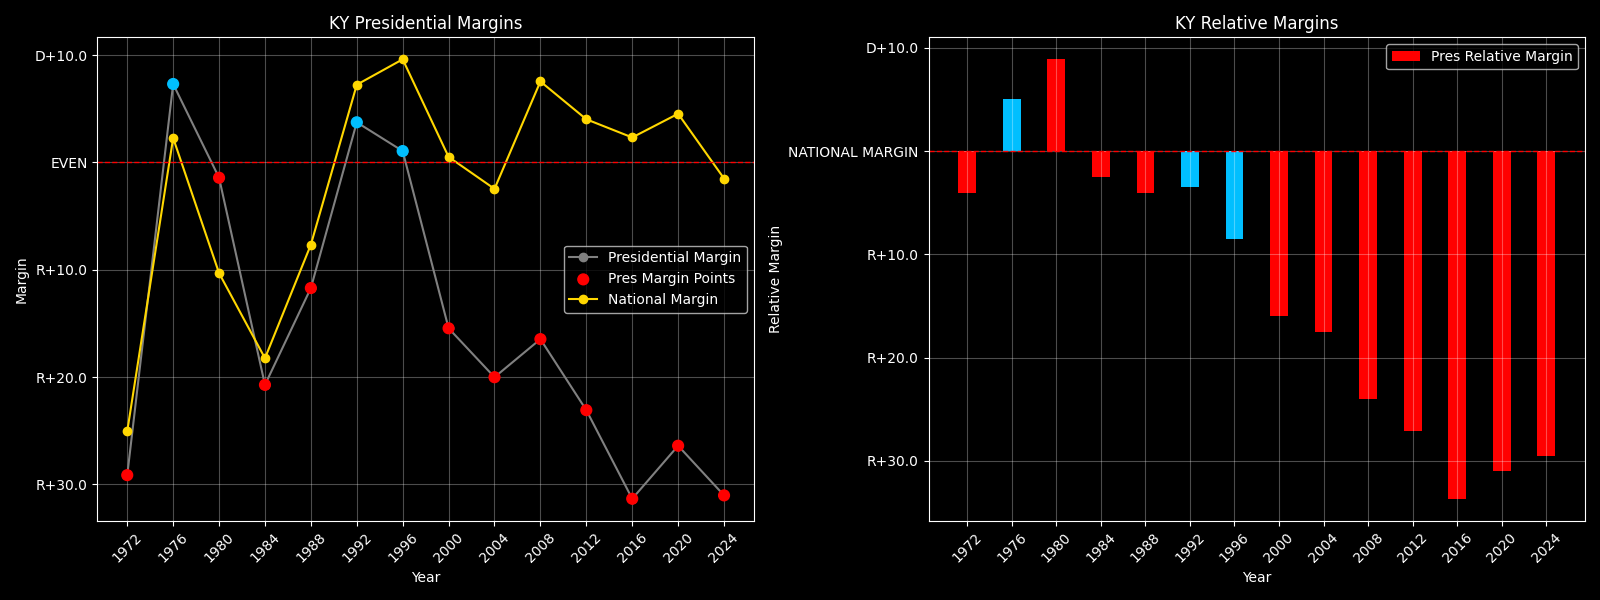 KY Presidential Margins
D+10.0
EVEN
R+10.0
R+20.0
R+30.0
Margin
Presidential Margin
Pres Margin Points
National Margin
1972
1976
1980
1984
1988
1992
1996
2000
2004
2008
2012
2016
2020
2024
Year
KY Relative Margins
D+10.0
NATIONAL MARGIN
R+10.0
R+20.0
R+30.0
Relative Margin
Pres Relative Margin
1972
1976
1980
1984
1988
1992
1996
2000
2004
2008
2012
2016
2020
2024
Year